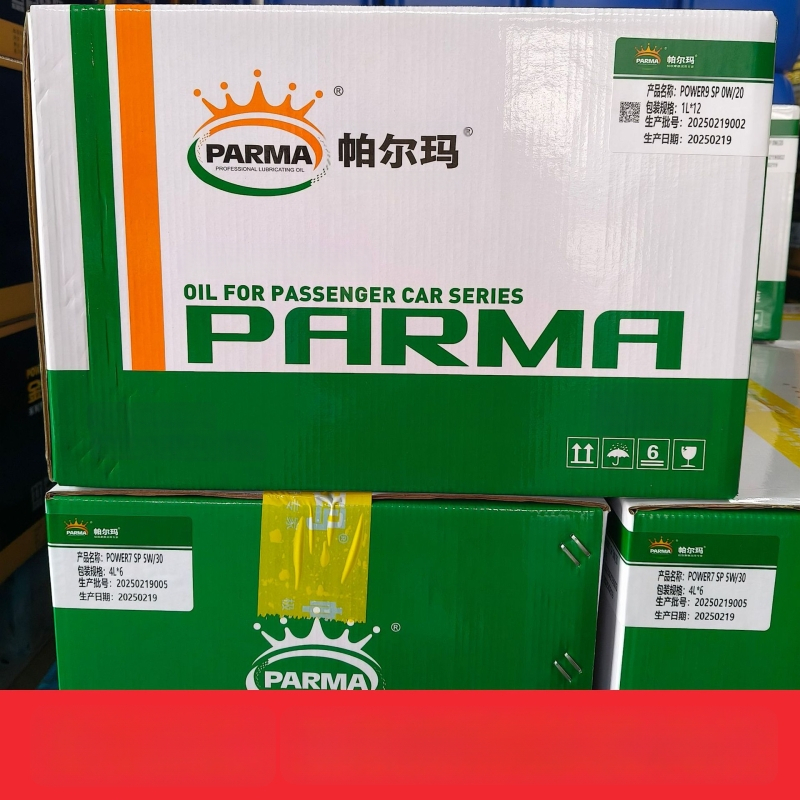 PARMA
PROFESSIONAL LUBRICATING OIL
®
帕尔玛®
PARMA 帕尔玛
产品名称: POWER9 SP 0W/20
包装规格: 1L*12
生产批号: 20250219002
生产日期: 20250219
OIL FOR PASSENGER CAR SERIES
PARMA
6
PARMA 帕尔玛
产品名称: POWER7 SP 5W/30
包装规格: 4L*6
生产批号: 20250219005
生产日期: 20250219
®
PARMA
PARMA 帕尔玛
产品名称: POWER7 SP 5W/30
包装规格: 4L*6
生产批号: 20250219005
生产日期: 20250219